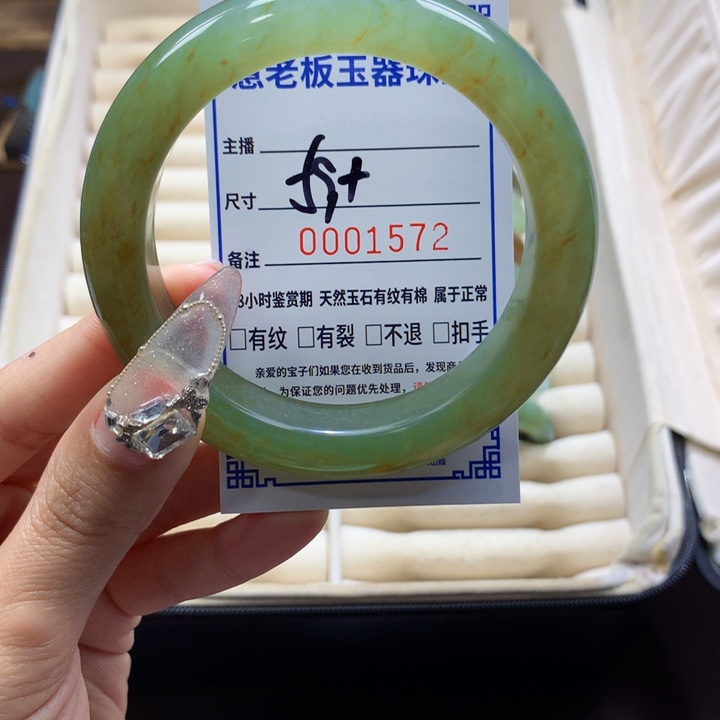 老板玉器珠
主播
尺寸 55+
备注 0001572
8小时鉴赏期 天然玉石有纹有棉 属于正常
□有纹 □有裂 □不退 □扣手
亲爱的宝子们如果您在收到货品后，发现商
为保证您的问题优先处理，